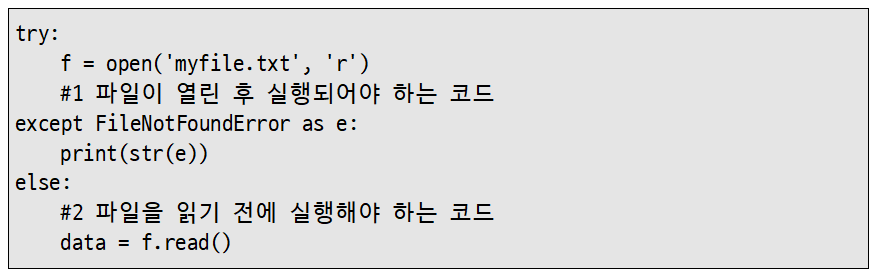 try:
    f = open('myfile.txt', 'r')
    #1 파일이 열린 후 실행되어야 하는 코드
except FileNotFoundError as e:
    print(str(e))
else:
    #2 파일을 읽기 전에 실행해야 하는 코드
    data = f.read()